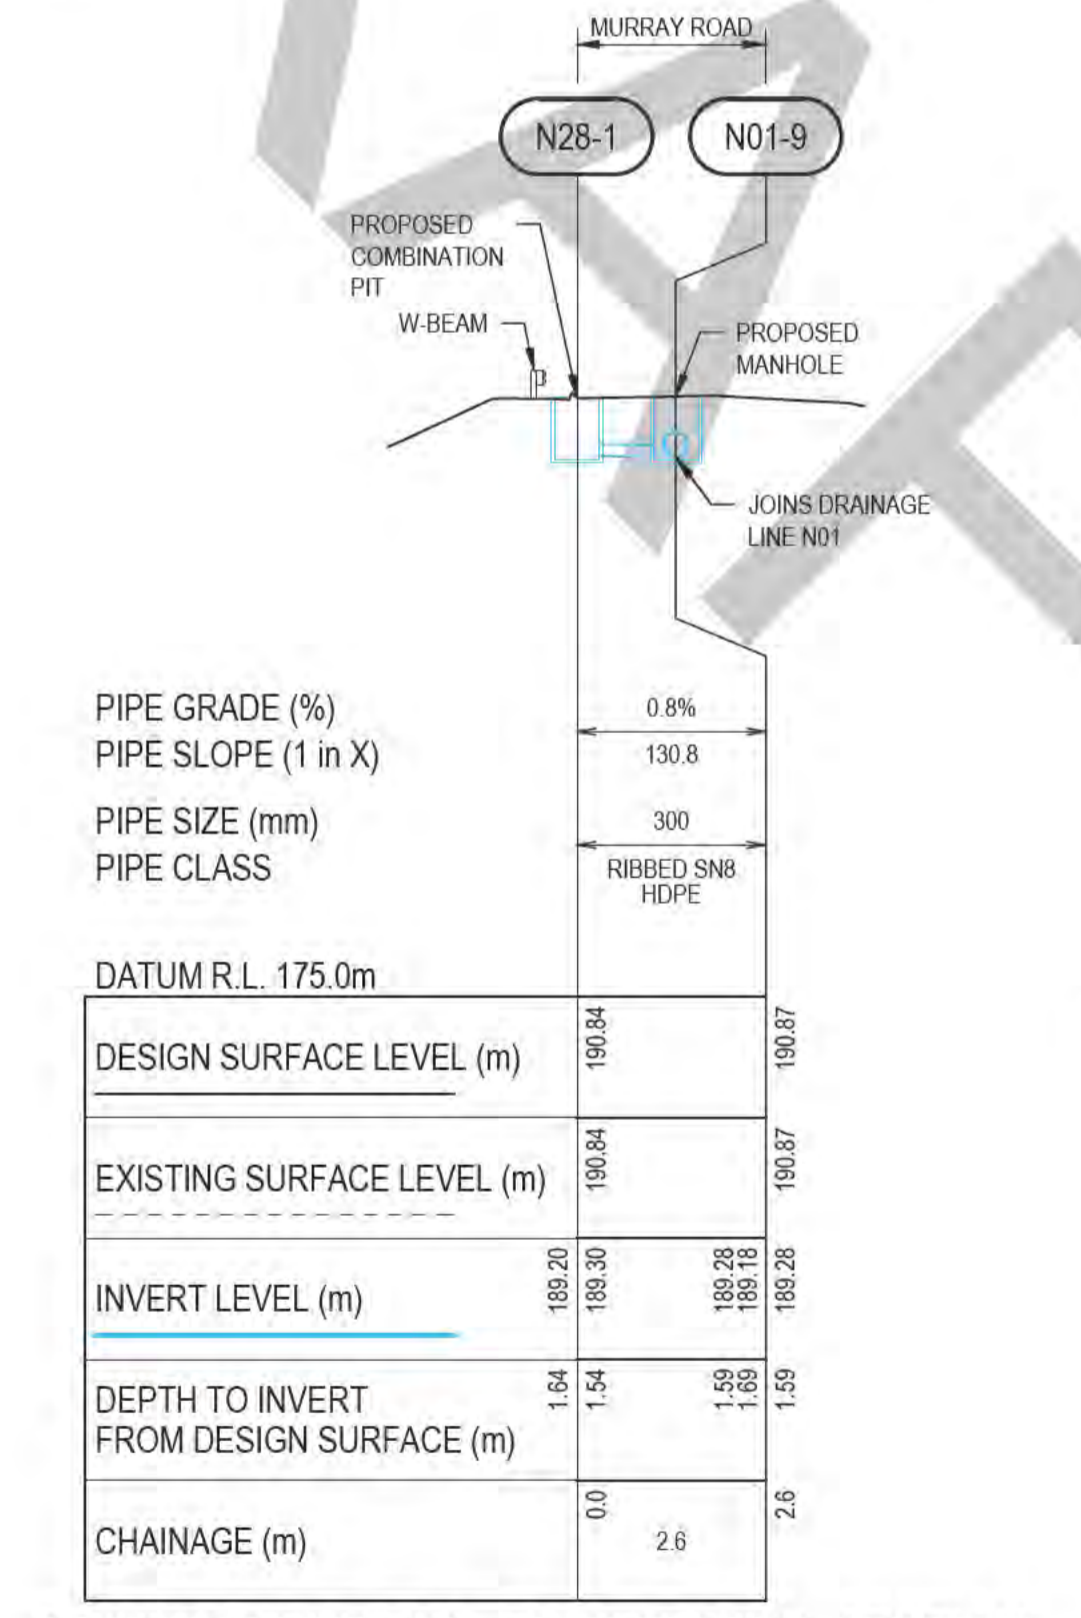 MURRAY ROAD
N28-1
N01-9
PROPOSED
COMBINATION
PIT
W-BEAM
PROPOSED
MANHOLE
JOINS DRAINAGE
LINE N01
PIPE GRADE (%)
0.8%
PIPE SLOPE (1 in X)
130.8
PIPE SIZE (mm)
300
PIPE CLASS
RIBBED SN8
HDPE
DATUM R.L. 175.0m
DESIGN SURFACE LEVEL (m)
190.84
190.87
EXISTING SURFACE LEVEL (m)
190.84
190.87
INVERT LEVEL (m)
189.20
189.30
189.28
189.18
189.28
DEPTH TO INVERT
FROM DESIGN SURFACE (m)
1.64
1.54
1.59
1.69
1.59
CHAINAGE (m)
0.0
2.6
2.6